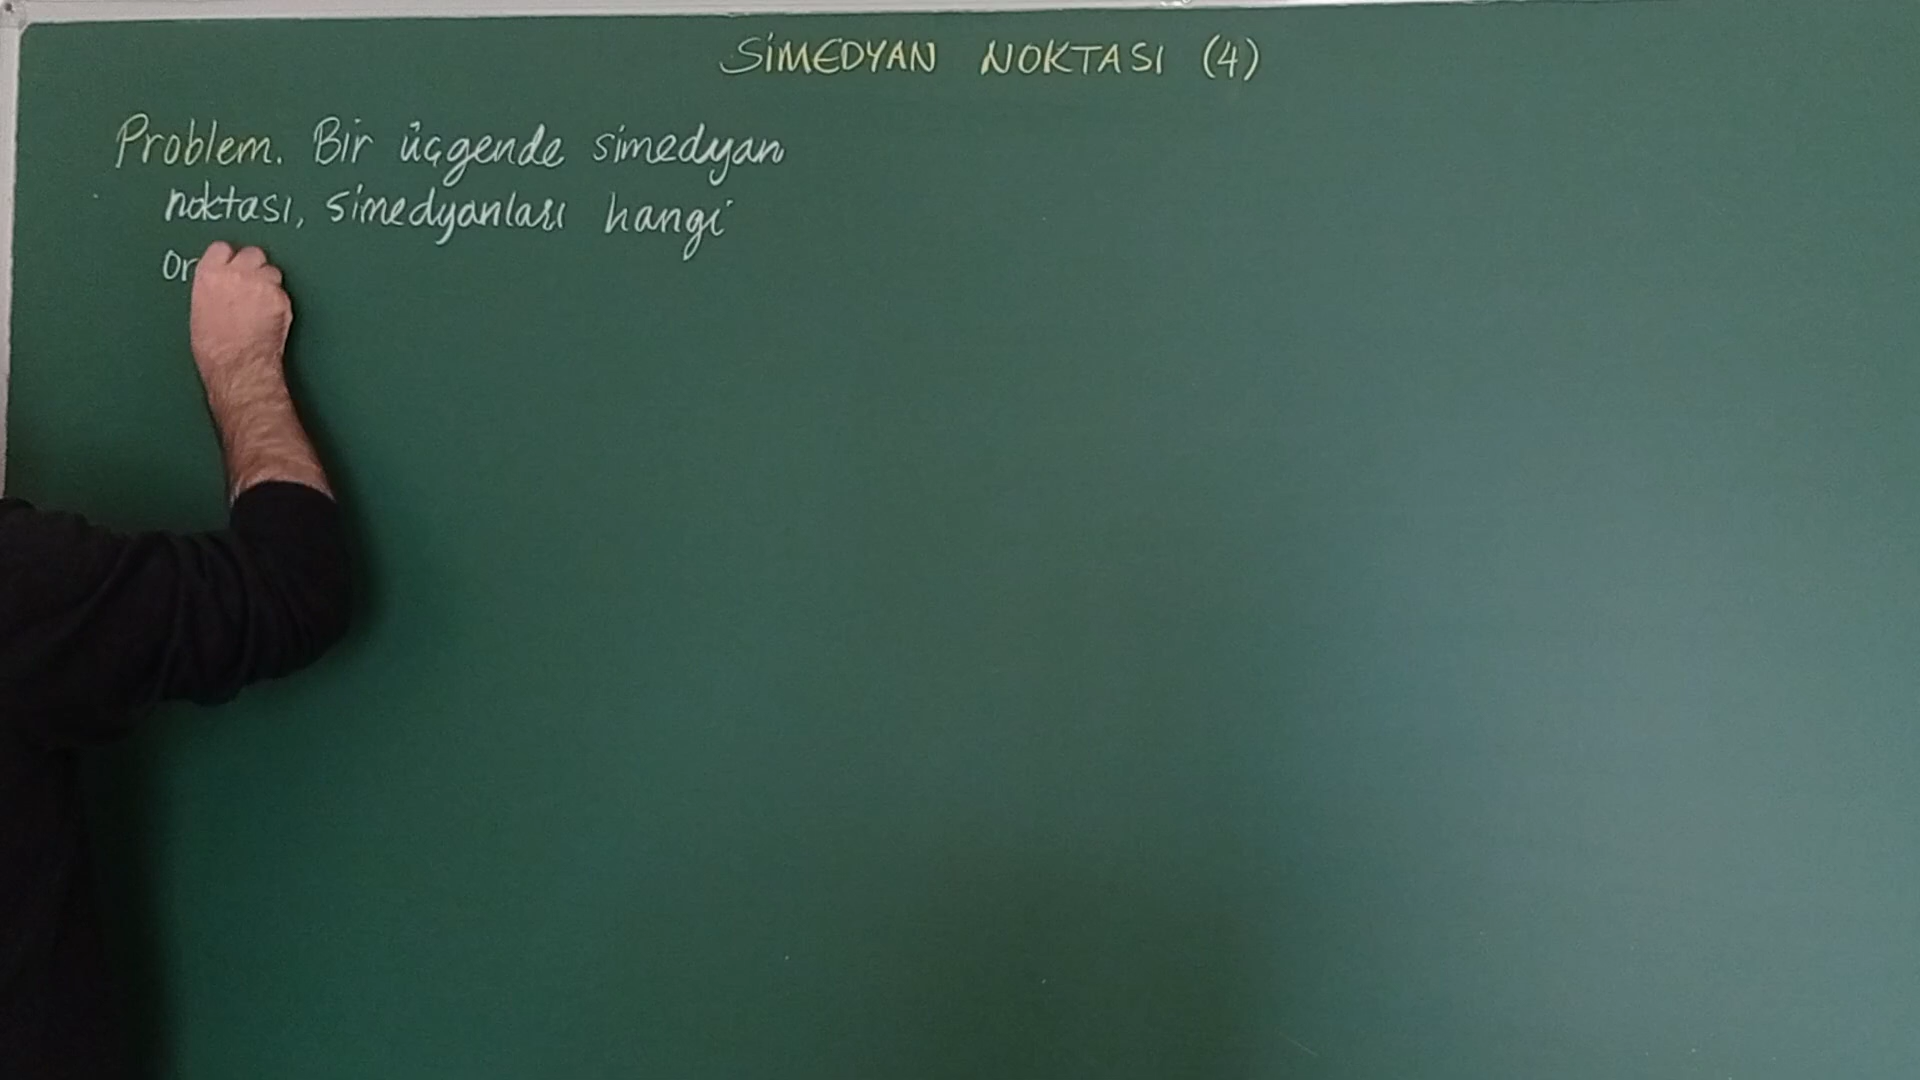 SİMEDYAN NOKTASI (4)
Problem. Bir üçgende simedyan
noktası, simedyanları hangi
or